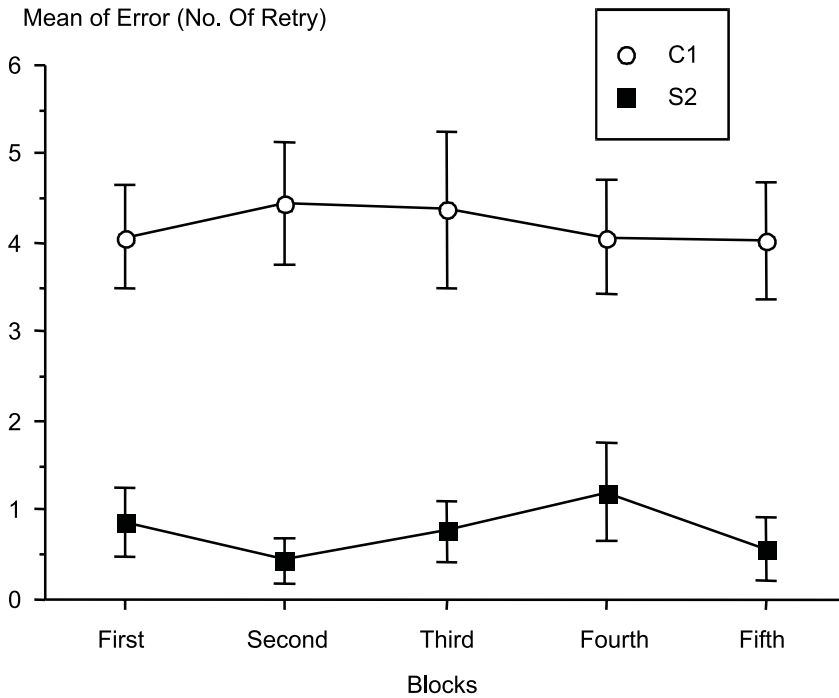 Mean of Error (No. Of Retry)
C1
S2
6
5
4
3
2
1
0
First Second Third Fourth Fifth
Blocks